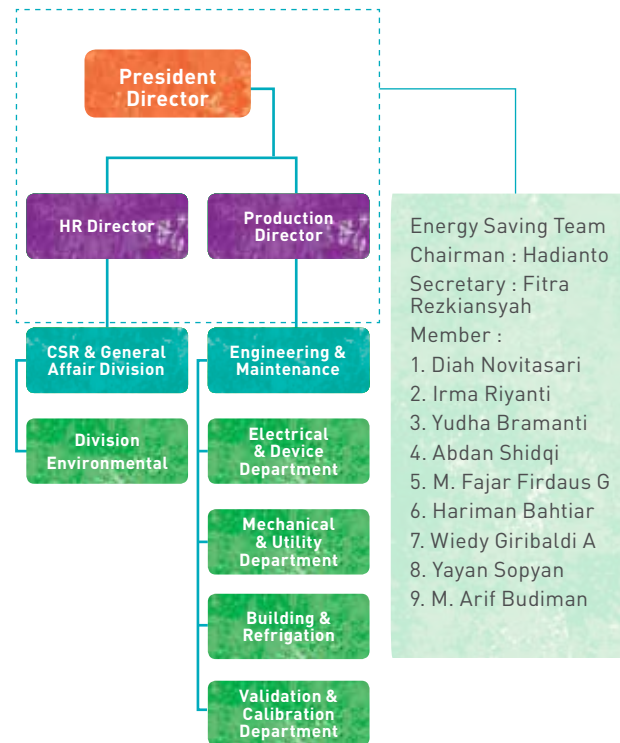 President
Director
HR Director
Production
Director
CSR & General
Affair Division
Engineering &
Maintenance
Division
Environmental
Electrical
& Device
Department
Mechanical
& Utility
Department
Building &
Refrigation
Validation &
Calibration
Department
Energy Saving Team
Chairman : Hadianto
Secretary : Fitra
Rezkiansyah
Member :
1. Diah Novitasari
2. Irma Riyanti
3. Yudha Bramanti
4. Abdan Shidqi
5. M. Fajar Firdaus G
6. Hariman Bahtiar
7. Wiedy Giribaldi A
8. Yayan Sopyan
9. M. Arif Budiman